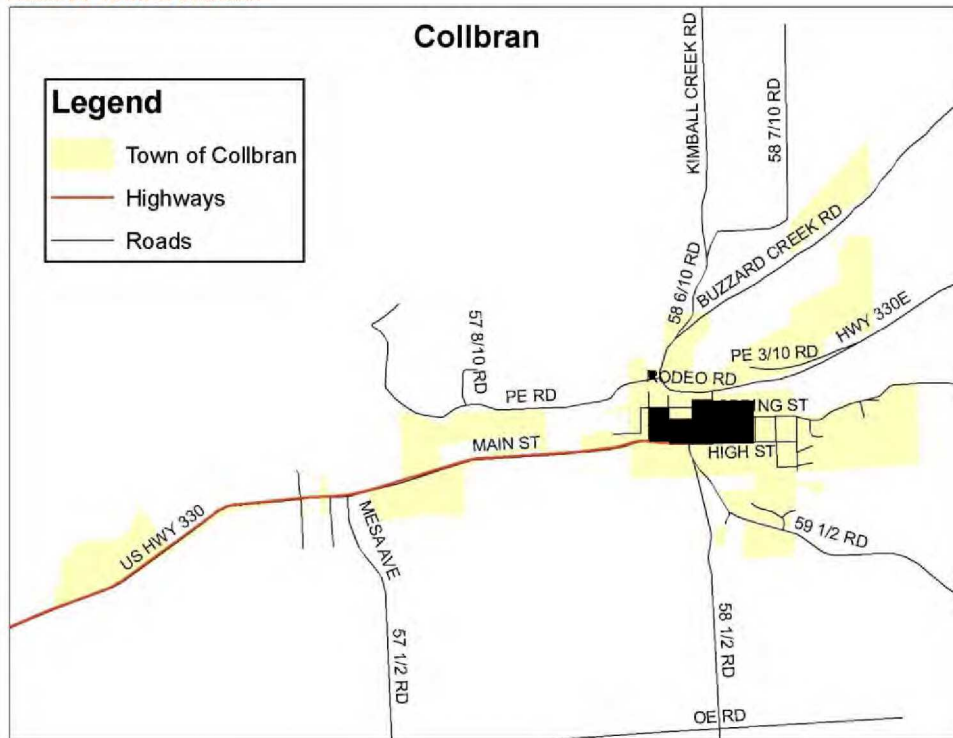 Collbran
Legend
Town of Collbran
Highways
Roads
KIMBALL CREEK RD
58 7/10 RD
58 6/10 RD
BUZZARD CREEK RD
57 8/10 RD
PE 3/10 RD
HWY 330E
RODEO RD
PE RD
ST
MAIN ST
HIGH ST
US HWY 330
MESA AVE
59 1/2 RD
57 1/2 RD
58 1/2 RD
OE RD